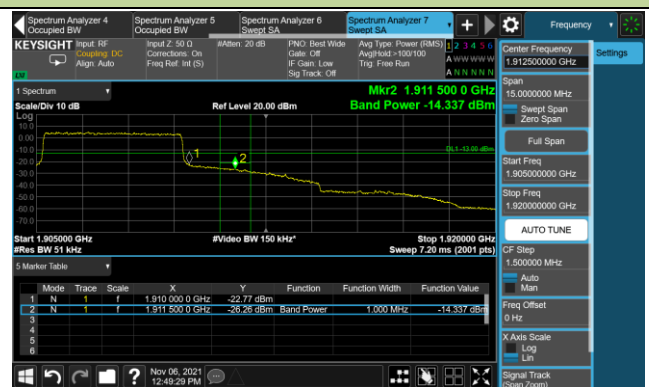 Spectrum Analyzer 4
Occupied BW
Spectrum Analyzer 5
Occupied BW
Spectrum Analyzer 6
Swept SA
Spectrum Analyzer 7
Swept SA
Frequency
KEYSIGHT
Input: RF
Coupling: DC
Align: Auto
Input Z: 50 Ω
Corrections: On
Freq Ref: Int (S)
#Atten: 20 dB
PNO: Best Wide
Gate: Off
IF Gain: Low
Sig Track: Off
Avg Type: Power (RMS)
Avg|Hold:>100/100
Trig: Free Run
1 2 3 4 5 6
A W W W W W
A N N N N N
LW
Center Frequency
1.912500000 GHz
Settings
1 Spectrum
Mkr2 1.911 500 0 GHz
Scale/Div 10 dB
Ref Level 20.00 dBm
Band Power -14.337 dBm
Span
15.0000000 MHz
Swept Span
Zero Span
Log
10.0
0.00
-10.0
-20.0
-30.0
-40.0
-50.0
-60.0
-70.0
1
2
DL1 -13.00 dBm
Full Span
Start Freq
1.905000000 GHz
Stop Freq
1.920000000 GHz
AUTO TUNE
Start 1.905000 GHz
#Video BW 150 kHz*
Stop 1.920000 GHz
#Res BW 51 kHz
Sweep 7.20 ms (2001 pts)
CF Step
1.500000 MHz
Auto
Man
5 Marker Table
Mode Trace Scale X Y Function Function Width Function Value
1 N 1 f 1.910 000 0 GHz -22.77 dBm
2 N 1 f 1.911 500 0 GHz -26.26 dBm Band Power 1.000 MHz -14.337 dBm
3
4
5
6
Freq Offset
0 Hz
X Axis Scale
Log
Lin
Signal Track
(Span Zoom)
?
Nov 06, 2021
12:49:29 PM